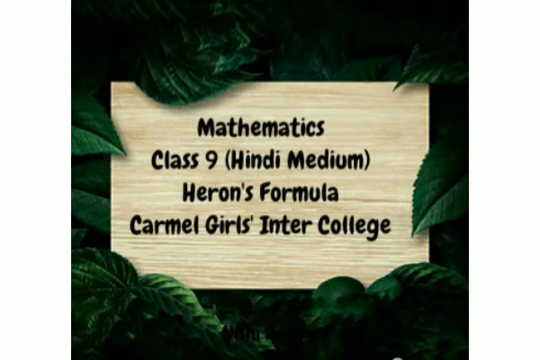 Mathematics
Class 9 (Hindi Medium)
Heron's Formula
Carmel Girls' Inter College